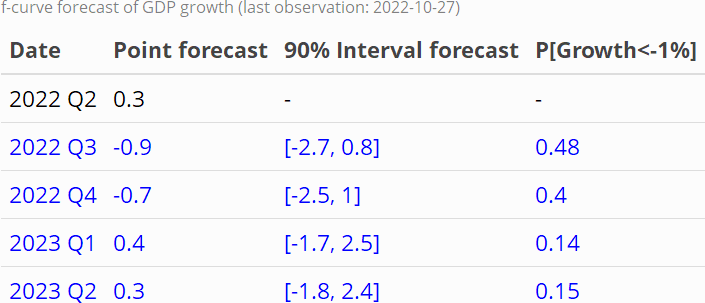 f-curve forecast of GDP growth (last observation: 2022-10-27)
Date Point forecast 90% Interval forecast P[Growth<-1%]
2022 Q2 0.3 - -
2022 Q3 -0.9 [-2.7, 0.8] 0.48
2022 Q4 -0.7 [-2.5, 1] 0.4
2023 Q1 0.4 [-1.7, 2.5] 0.14
2023 Q2 0.3 [-1.8, 2.4] 0.15